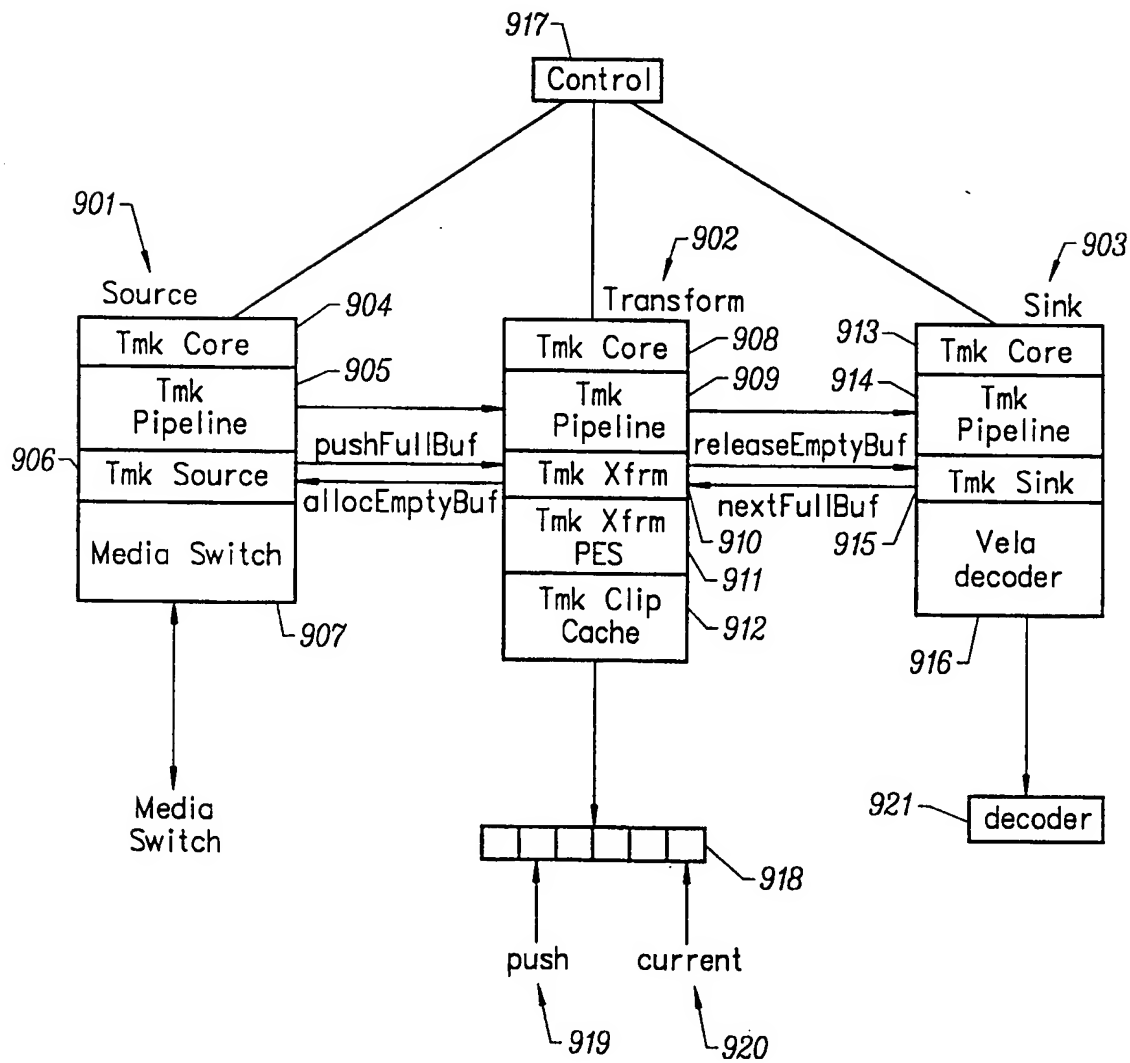 917
Control
901
902
903
Source
904
Transform
Sink
Tmk Core
908
913
Tmk Core
Tmk Core
905
909
914
Tmk
Pipeline
Tmk
Pipeline
Tmk
Pipeline
906
pushFullBuf
releaseEmptyBuf
Tmk Source
Tmk Xfrm
Tmk Sink
allocEmptyBuf
nextFullBuf
Media Switch
Tmk Xfrm
PES
910
915
Vela
decoder
911
907
Tmk Clip
Cache
912
916
Media
Switch
921
decoder
918
push
current
919
920